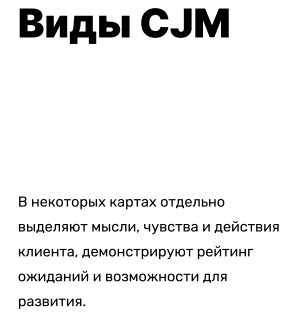 Виды CJM
В некоторых картах отдельно
выделяют мысли, чувства и действия
клиента, демонстрируют рейтинг
ожиданий и возможности для
развития.